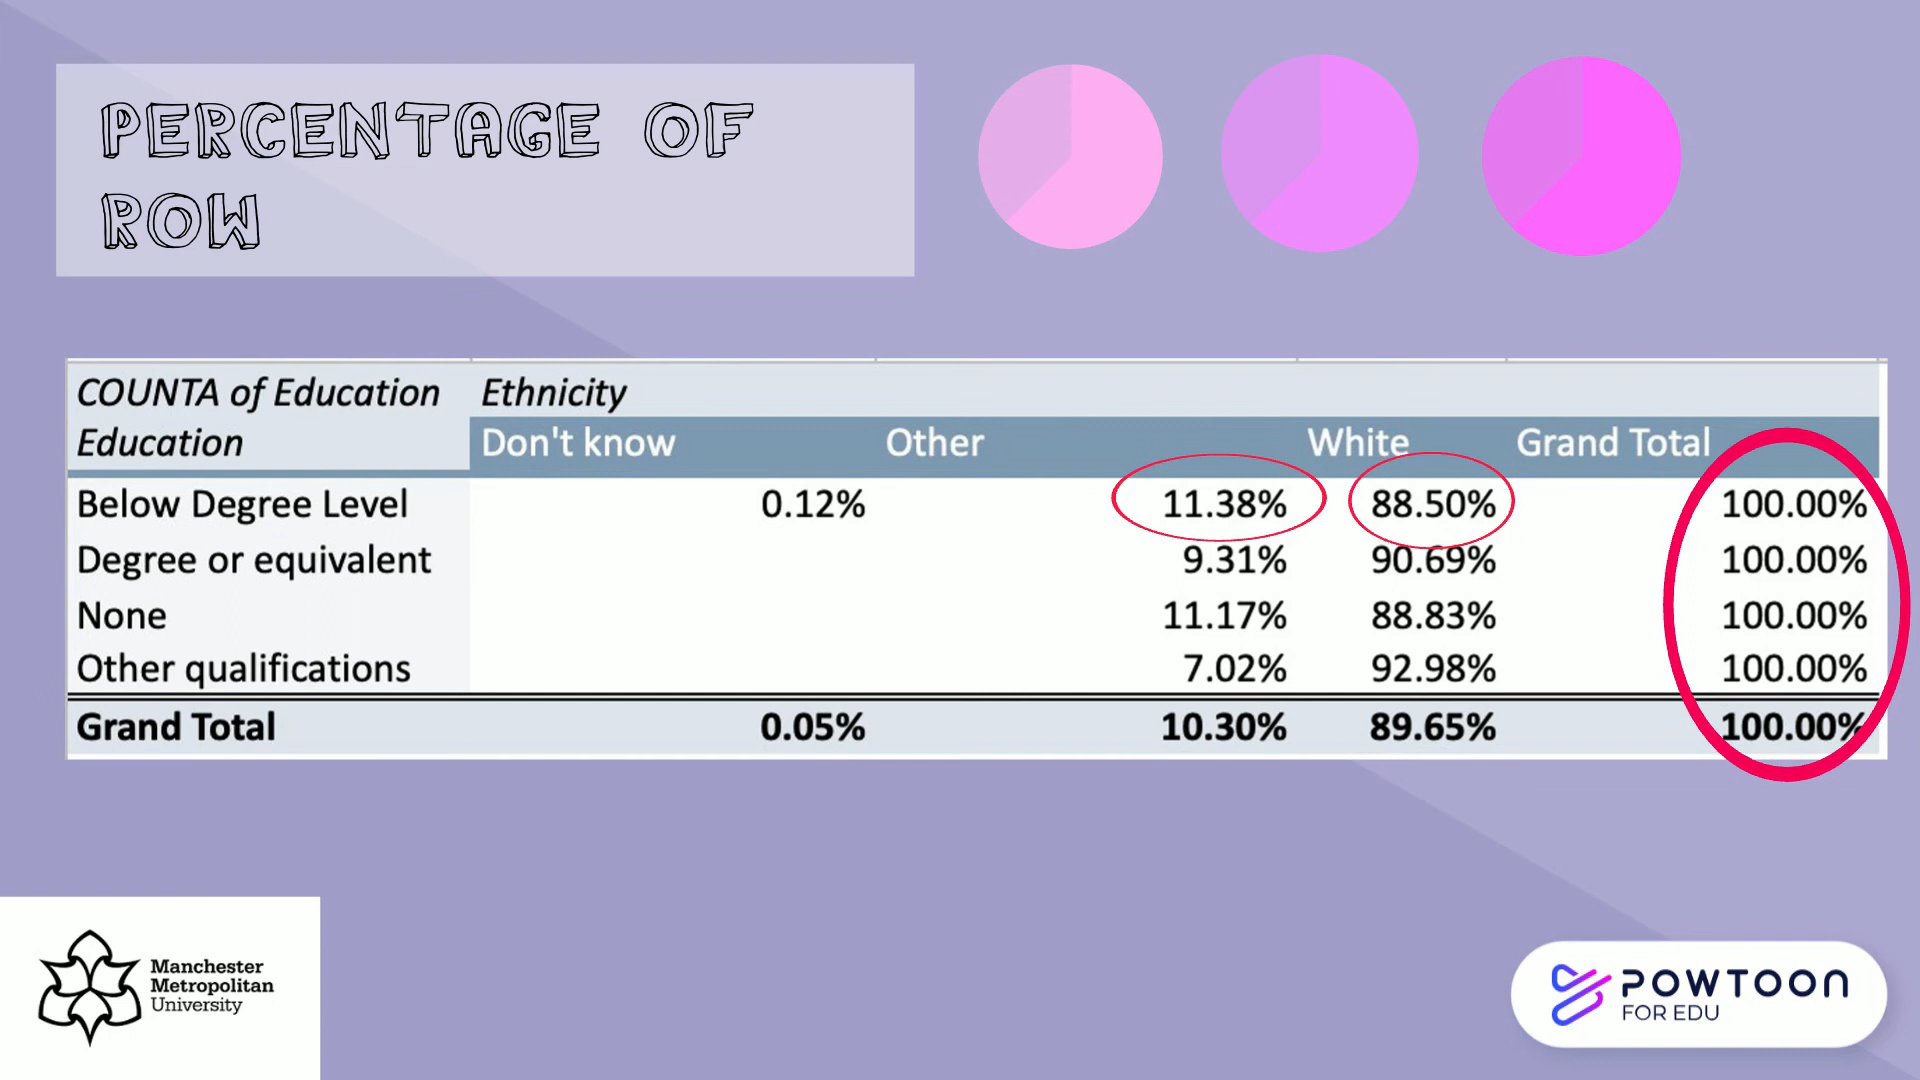 PERCENTAGE OF
ROW
COUNTA of Education Ethnicity
Education Don't know Other White Grand Total
Below Degree Level 0.12% 11.38% 88.50% 100.00%
Degree or equivalent 9.31% 90.69% 100.00%
None 11.17% 88.83% 100.00%
Other qualifications 7.02% 92.98% 100.00%
Grand Total 0.05% 10.30% 89.65% 100.00%
Manchester
Metropolitan
University
POWTOON
FOR EDU